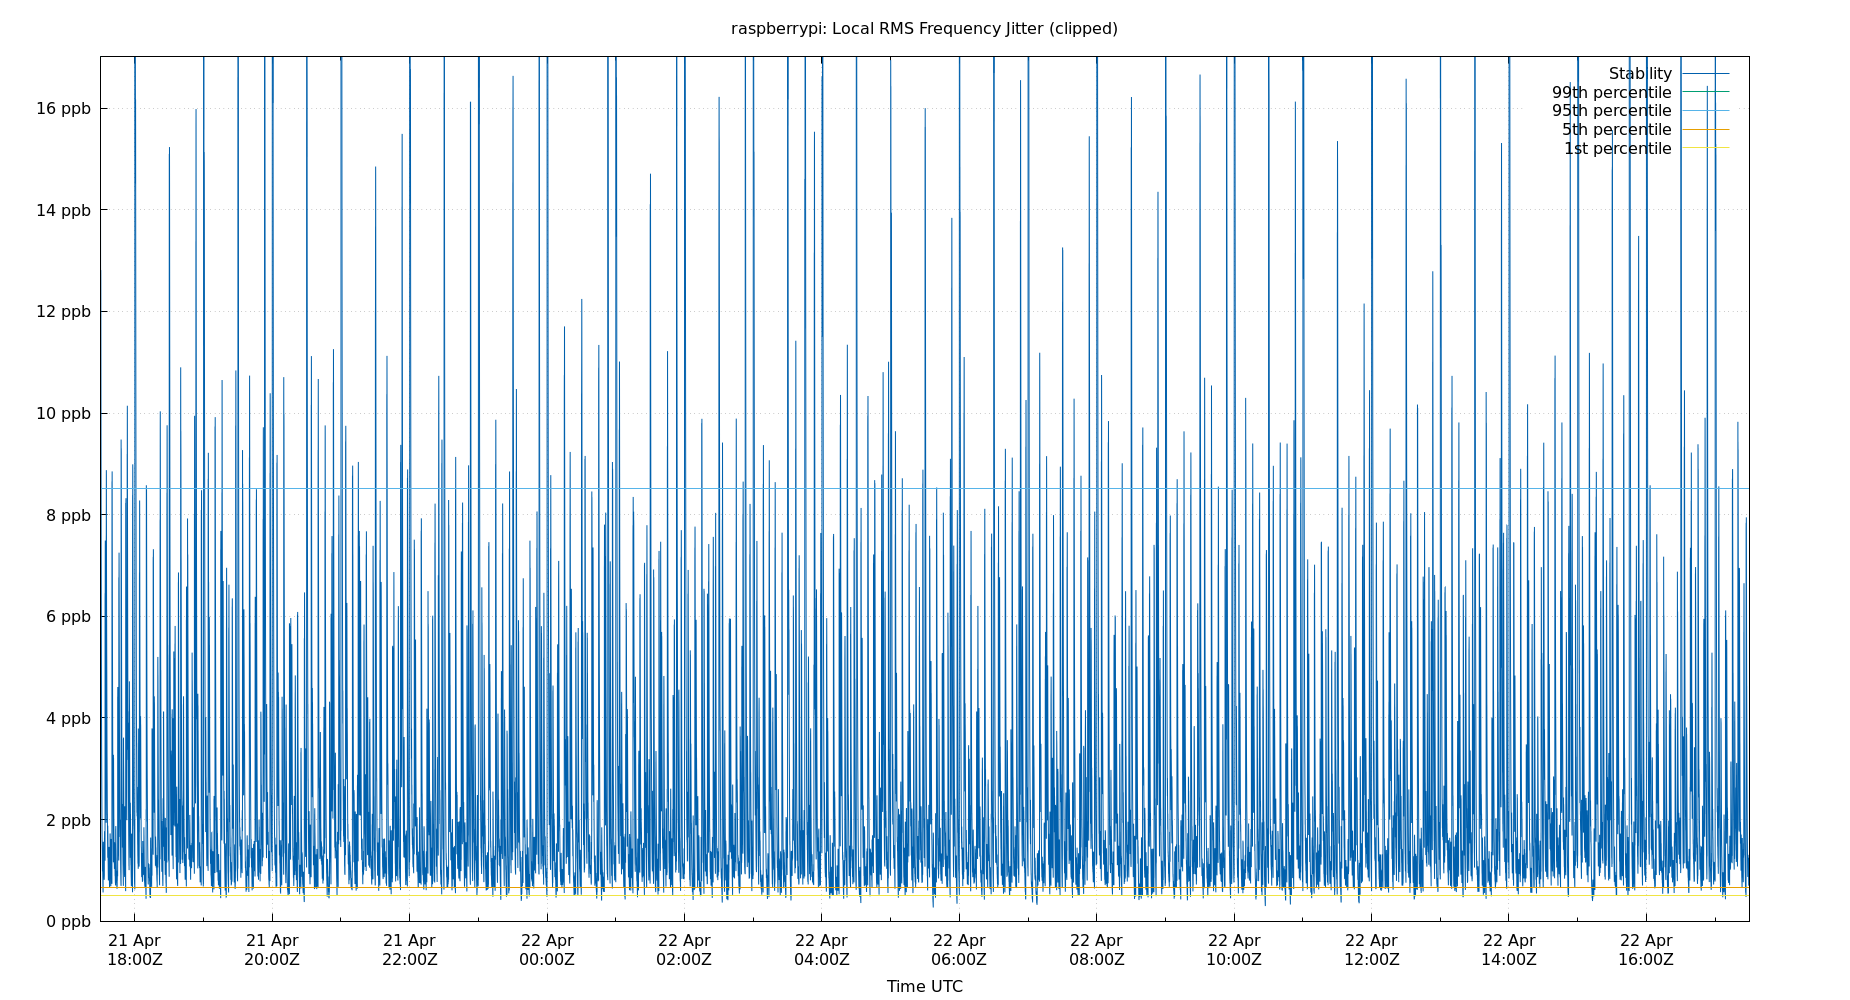 raspberrypi: Local RMS Frequency Jitter (clipped)
Stability
99th percentile
95th percentile
5th percentile
1st percentile
16 ppb
14 ppb
12 ppb
10 ppb
8 ppb
6 ppb
4 ppb
2 ppb
0 ppb
21 Apr 21 Apr 21 Apr 22 Apr 22 Apr 22 Apr 22 Apr 22 Apr 22 Apr 22 Apr 22 Apr 22 Apr
18:00Z 20:00Z 22:00Z 00:00Z 02:00Z 04:00Z 06:00Z 08:00Z 10:00Z 12:00Z 14:00Z 16:00Z
Time UTC